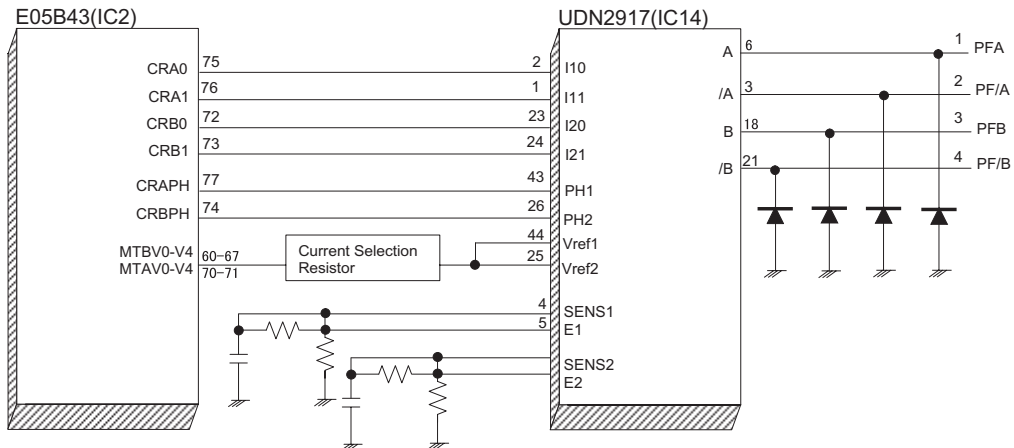 E05B43(IC2)
UDN2917(IC14)
CRA0 75 2 I10
CRA1 76 1 I11
CRB0 72 23 I20
CRB1 73 24 I21
CRAPH 77 43 PH1
CRBPH 74 26 PH2
MTBV0-V4 60-67
MTAV0-V4 70-71
Current Selection
Resistor
44 Vref1
25 Vref2
4 SENS1
5 E1
SENS2
E2
A 6 1 PFA
/A 3 2 PF/A
B 18 3 PFB
/B 21 4 PF/B